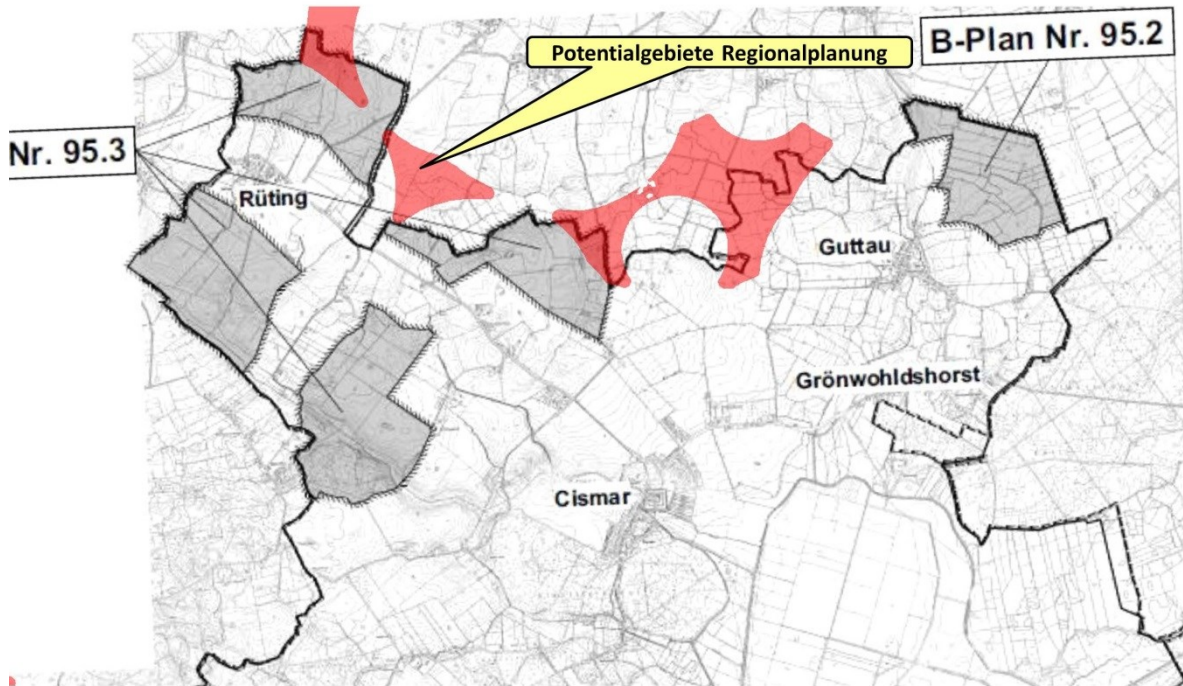 B-Plan Nr. 95.2
Potentialgebiete Regionalplanung
Nr. 95.3
Rüting
Guttau
Grönwohldshorst
Cismar